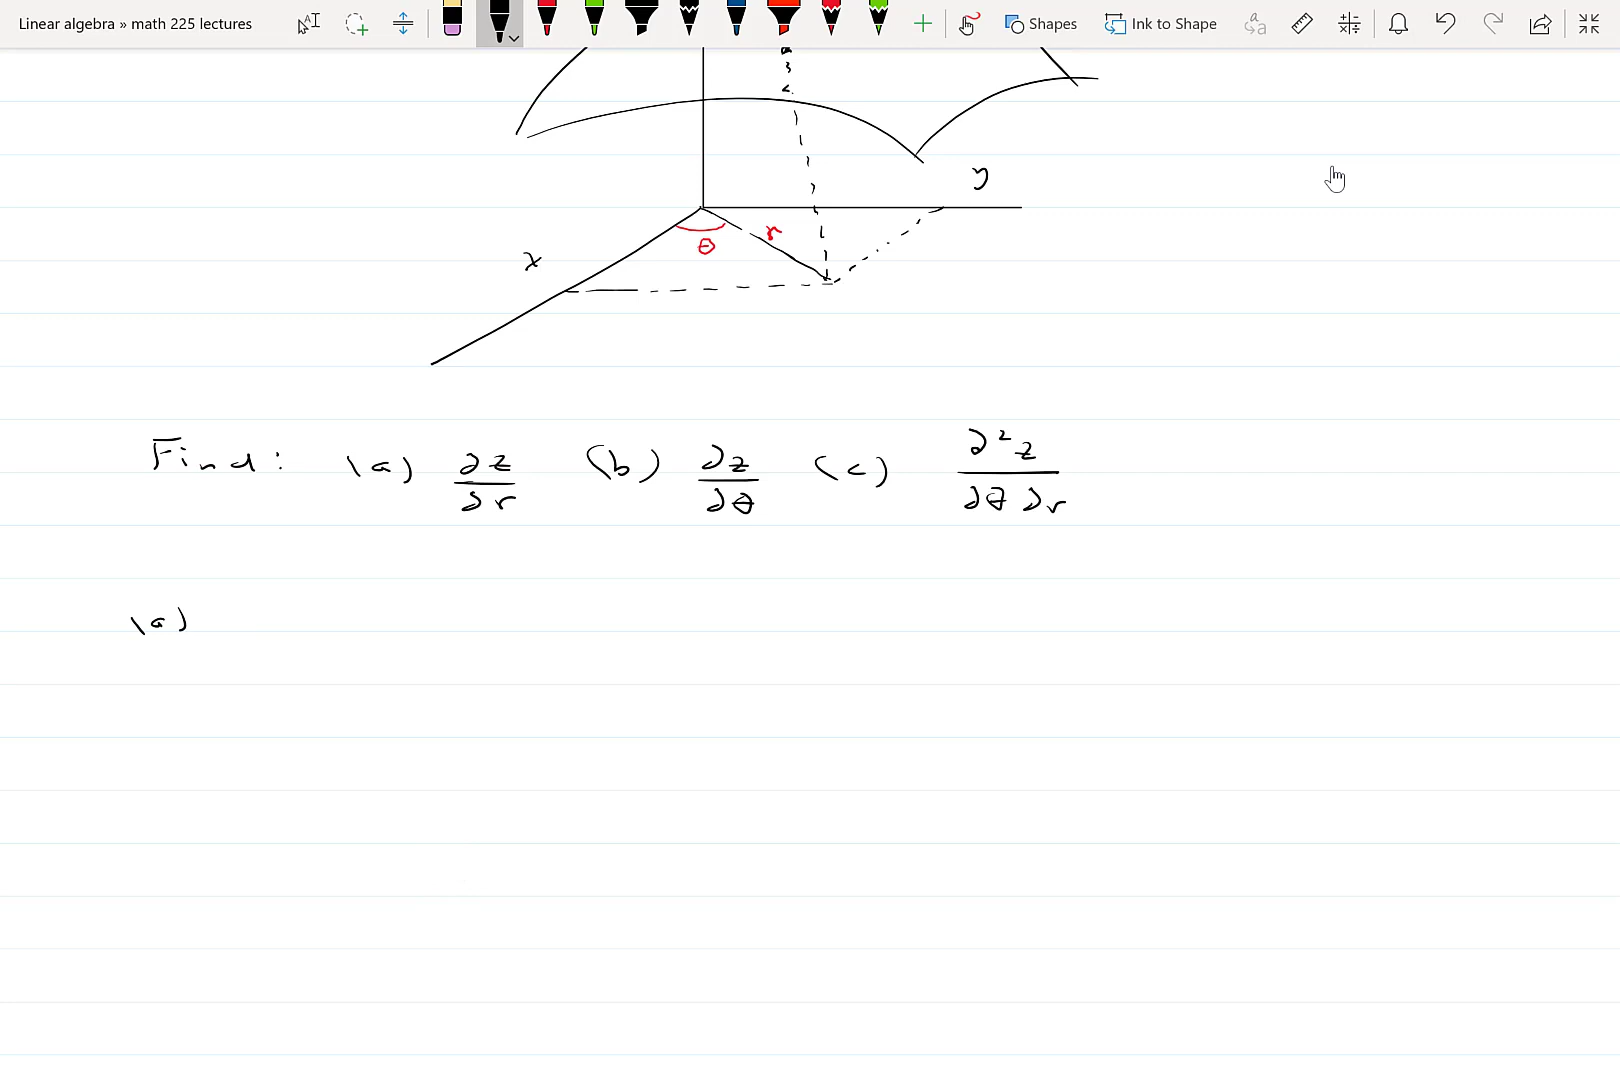 Linear algebra » math 225 lectures
Shapes
Ink to Shape
y
r
θ
x
Find: (a) ∂z/∂r (b) ∂z/∂θ (c) ∂²z/∂θ∂r
(a)